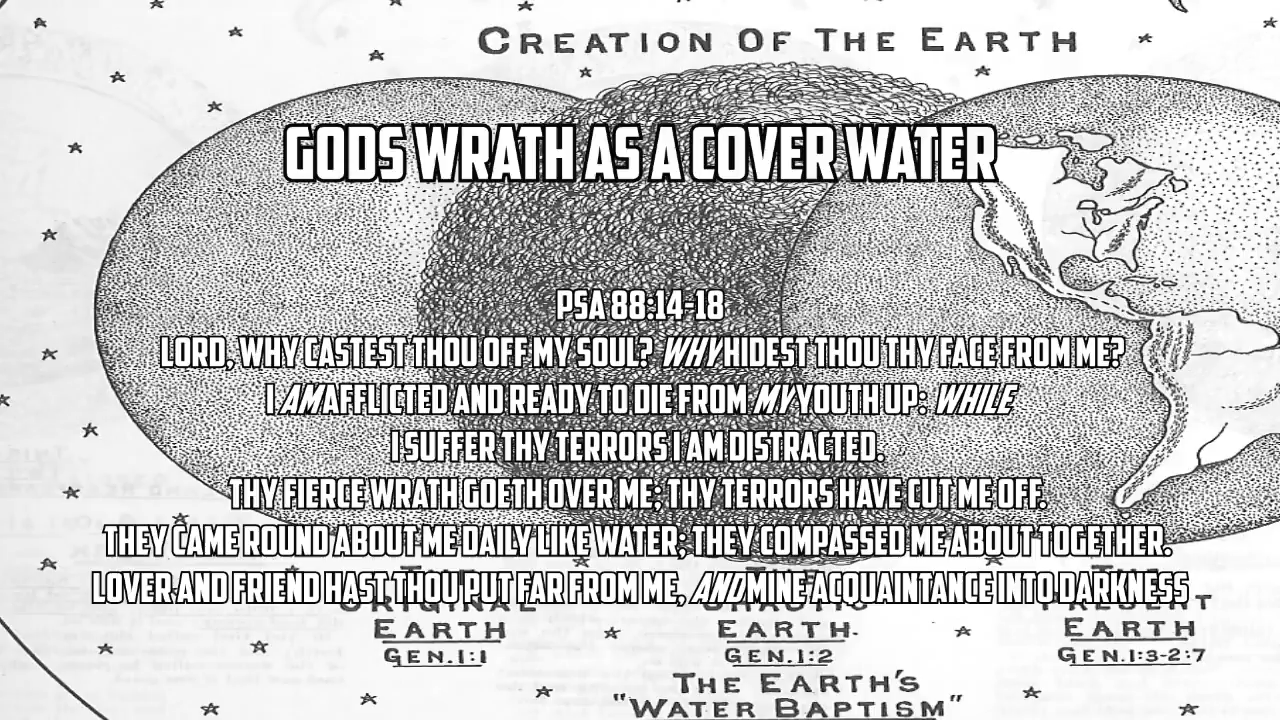 CREATION OF THE EARTH
GODS WRATH AS A COVER WATER
PSA 88:14-18
LORD, WHY CASTEST THOU OFF MY SOUL? WHY HIDEST THOU THY FACE FROM ME?
I AM AFFLICTED AND READY TO DIE FROM MY YOUTH UP: WHILE
I SUFFER THY TERRORS I AM DISTRACTED.
THY FIERCE WRATH GOETH OVER ME; THY TERRORS HAVE CUT ME OFF.
THEY CAME ROUND ABOUT ME DAILY LIKE WATER; THEY COMPASSED ME ABOUT TOGETHER.
THE THE THE
LOVER AND FRIEND HAST THOU PUT FAR FROM ME, AND MINE ACQUAINTANCE INTO DARKNESS
ORIGINAL CHAOTIC PRESENT
EARTH EARTH. EARTH
GEN.1:1 GEN.1:2 GEN.1:3-2:7
THE EARTH'S
"WATER BAPTISM"